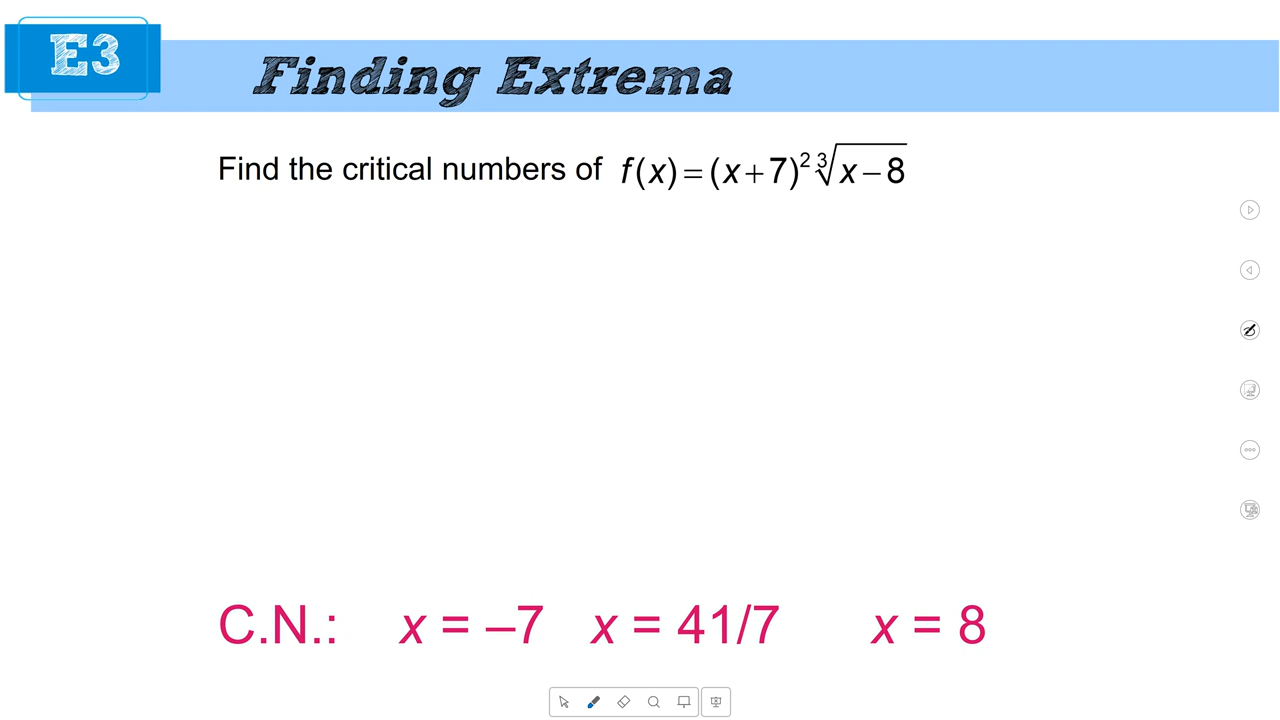 E3
Finding Extrema
Find the critical numbers of f(x) = (x + 7)² ∛(x − 8)
C.N.: x = –7 x = 41/7 x = 8